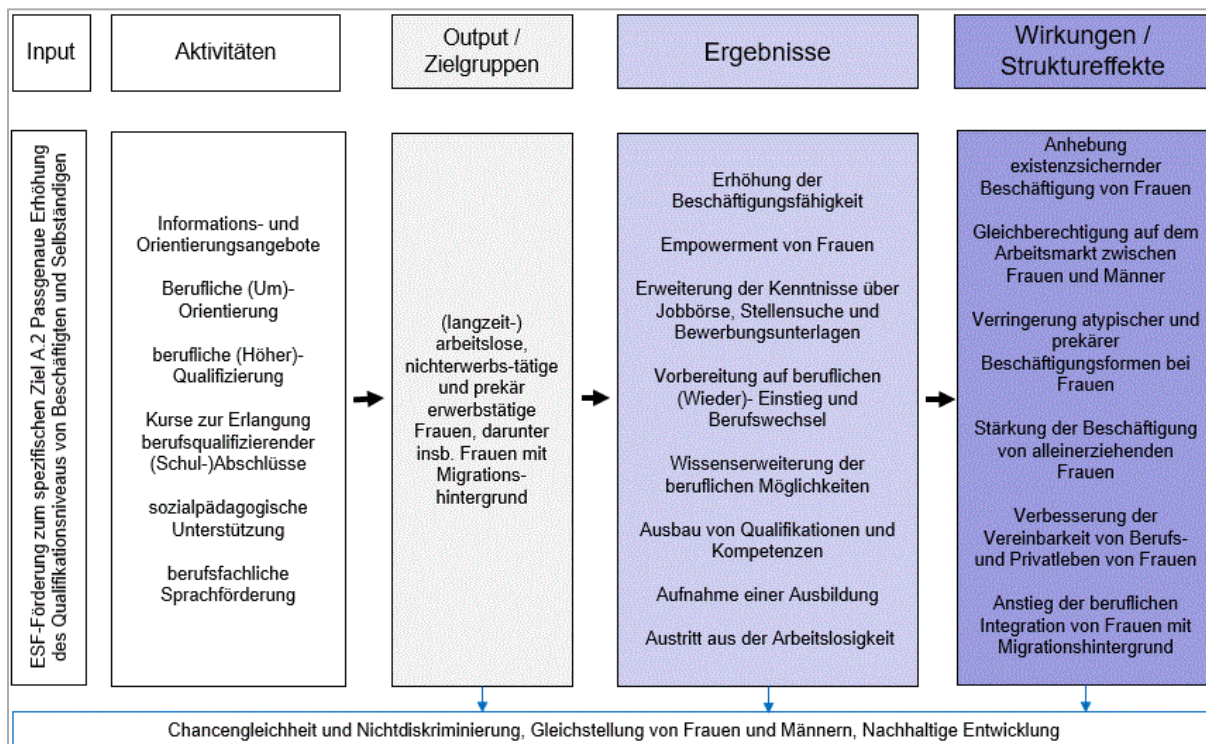 Input
Aktivitäten
Output /
Zielgruppen
Ergebnisse
Wirkungen /
Struktureffekte
ESF-Förderung zum spezifischen Ziel A.2 Passgenaue Erhöhung
des Qualifikationsniveaus von Beschäftigten und Selbständigen
Informations- und
Orientierungsangebote
Berufliche (Um)-
Orientierung
berufliche (Höher)-
Qualifizierung
Kurse zur Erlangung
berufsqualifizierender
(Schul-)Abschlüsse
sozialpädagogische
Unterstützung
berufsfachliche
Sprachförderung
(langzeit-)
arbeitslose,
nichterwerbs-tätige
und prekär
erwerbstätige
Frauen, darunter
insb. Frauen mit
Migrations-
hintergrund
Erhöhung der
Beschäftigungsfähigkeit
Empowerment von Frauen
Erweiterung der Kenntnisse über
Jobbörse, Stellensuche und
Bewerbungsunterlagen
Vorbereitung auf beruflichen
(Wieder)- Einstieg und
Berufswechsel
Wissenserweiterung der
beruflichen Möglichkeiten
Ausbau von Qualifikationen und
Kompetenzen
Aufnahme einer Ausbildung
Austritt aus der Arbeitslosigkeit
Anhebung
existenzsichernder
Beschäftigung von Frauen
Gleichberechtigung auf dem
Arbeitsmarkt zwischen
Frauen und Männer
Verringerung atypischer und
prekärer
Beschäftigungsformen bei
Frauen
Stärkung der Beschäftigung
von alleinerziehenden
Frauen
Verbesserung der
Vereinbarkeit von Berufs-
und Privatleben von Frauen
Anstieg der beruflichen
Integration von Frauen mit
Migrationshintergrund
Chancengleichheit und Nichtdiskriminierung, Gleichstellung von Frauen und Männern, Nachhaltige Entwicklung